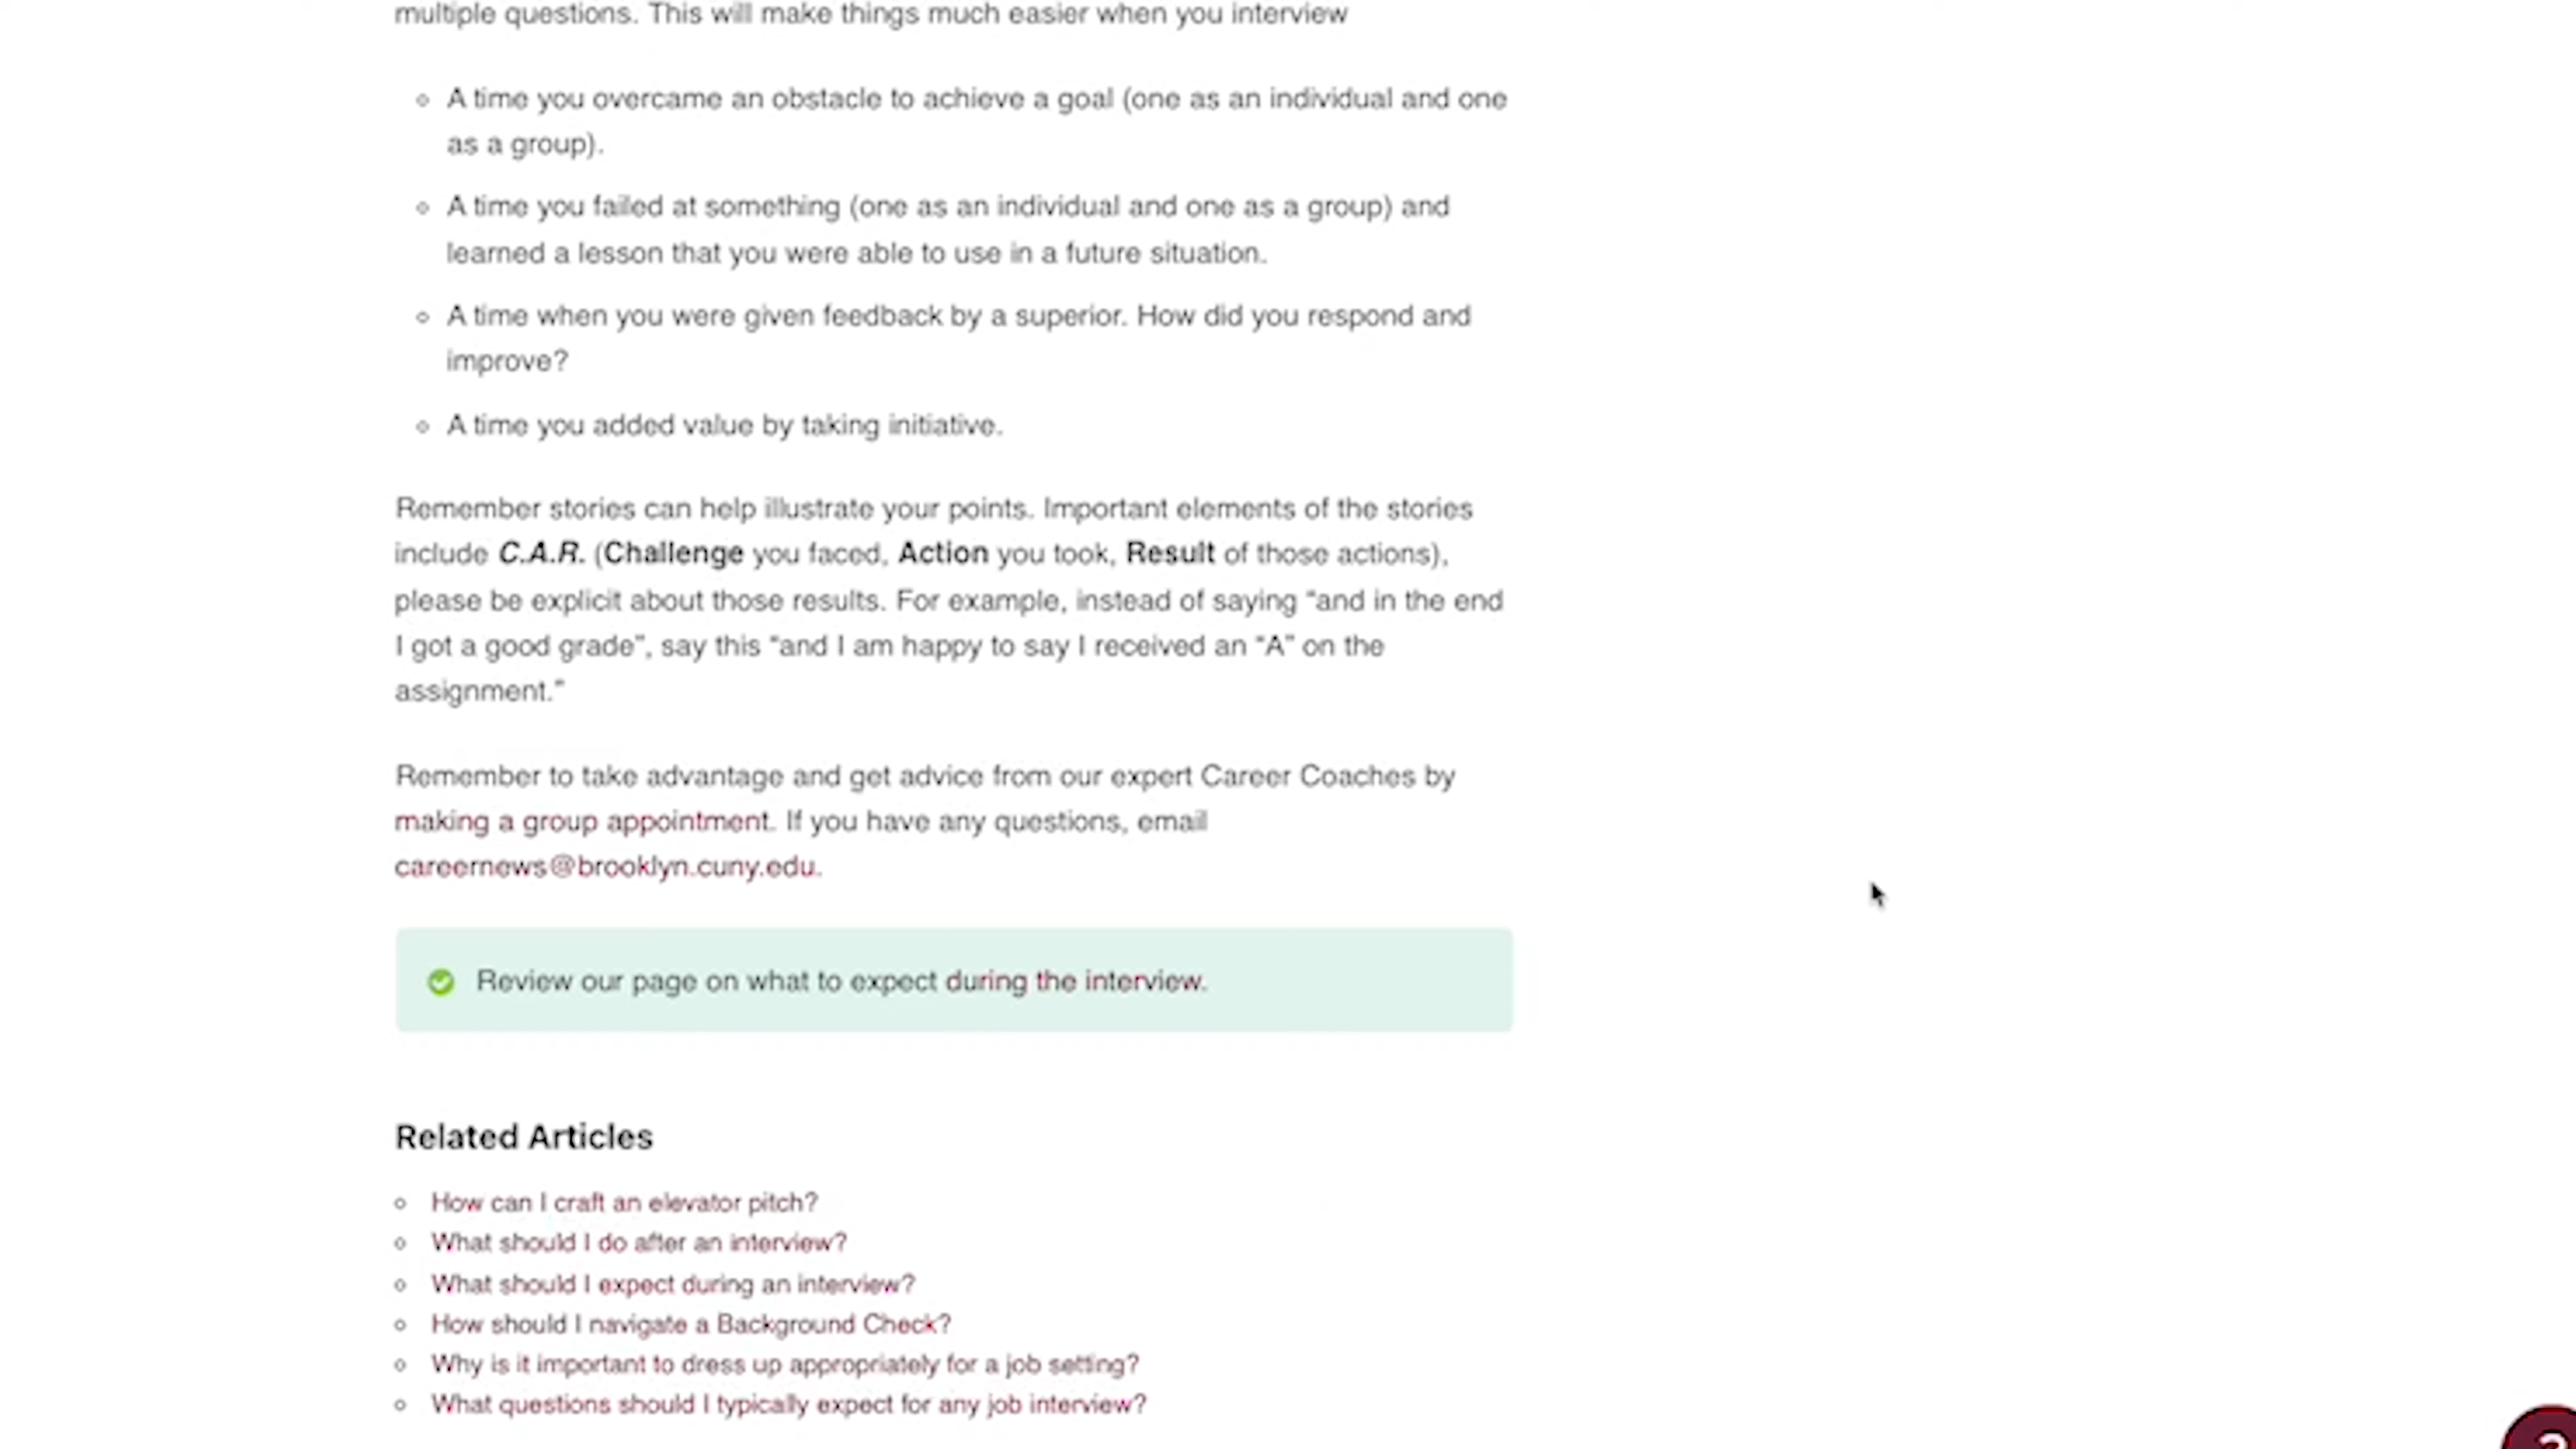 multiple questions. This will make things much easier when you interview
A time you overcame an obstacle to achieve a goal (one as an individual and one
as a group).
A time you failed at something (one as an individual and one as a group) and
learned a lesson that you were able to use in a future situation.
A time when you were given feedback by a superior. How did you respond and
improve?
A time you added value by taking initiative.
Remember stories can help illustrate your points. Important elements of the stories
include C.A.R. (Challenge you faced, Action you took, Result of those actions),
please be explicit about those results. For example, instead of saying “and in the end
I got a good grade”, say this “and I am happy to say I received an “A” on the
assignment.”
Remember to take advantage and get advice from our expert Career Coaches by
making a group appointment. If you have any questions, email
careernews@brooklyn.cuny.edu.
Review our page on what to expect during the interview.
Related Articles
How can I craft an elevator pitch?
What should I do after an interview?
What should I expect during an interview?
How should I navigate a Background Check?
Why is it important to dress up appropriately for a job setting?
What questions should I typically expect for any job interview?